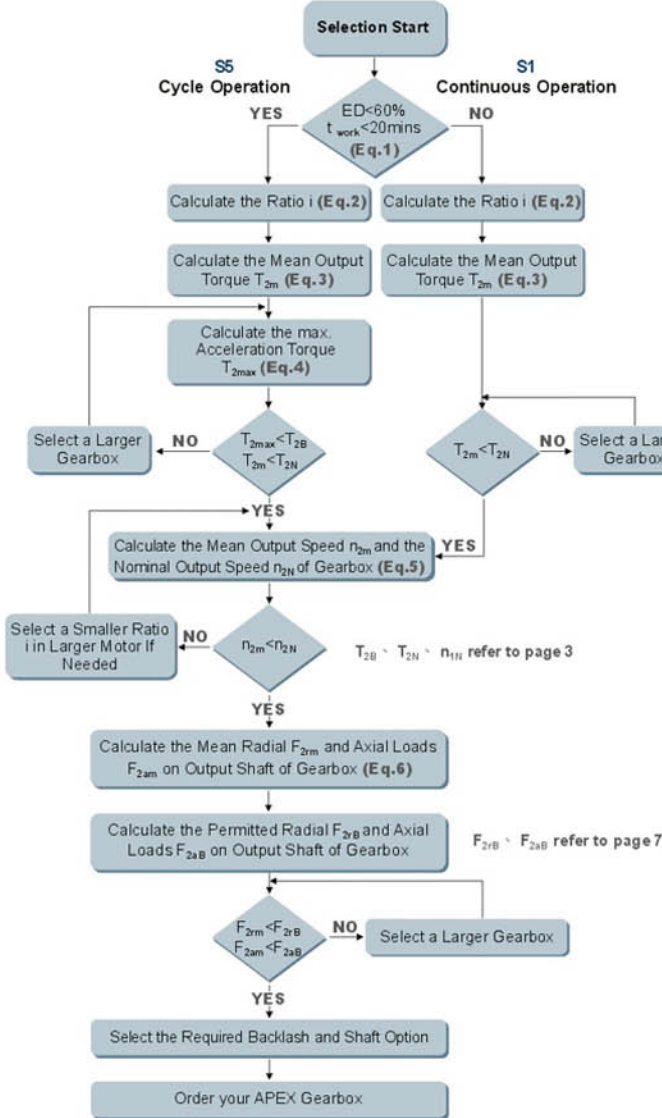 Selection Start
S5
Cycle Operation
S1
Continuous Operation
YES
ED<60%
t work<20mins
(Eq.1)
NO
Calculate the Ratio i (Eq.2)
Calculate the Ratio i (Eq.2)
Calculate the Mean Output
Torque T2m (Eq.3)
Calculate the Mean Output
Torque T2m (Eq.3)
Calculate the max.
Acceleration Torque
T2max (Eq.4)
Select a Larger
Gearbox
NO
T2max<T2B
T2m<T2N
T2m<T2N
NO
Select a Lar
Gearbox
YES
Calculate the Mean Output Speed n2m and the
Nominal Output Speed n2N of Gearbox (Eq.5)
YES
Select a Smaller Ratio
i in Larger Motor If
Needed
NO
n2m<n2N
T2B、T2N、n1N refer to page 3
YES
Calculate the Mean Radial F2rm and Axial Loads
F2am on Output Shaft of Gearbox (Eq.6)
Calculate the Permitted Radial F2rB and Axial
Loads F2aB on Output Shaft of Gearbox
F2rB、F2aB refer to page 7
F2rm<F2rB
F2am<F2aB
NO
Select a Larger Gearbox
YES
Select the Required Backlash and Shaft Option
Order your APEX Gearbox